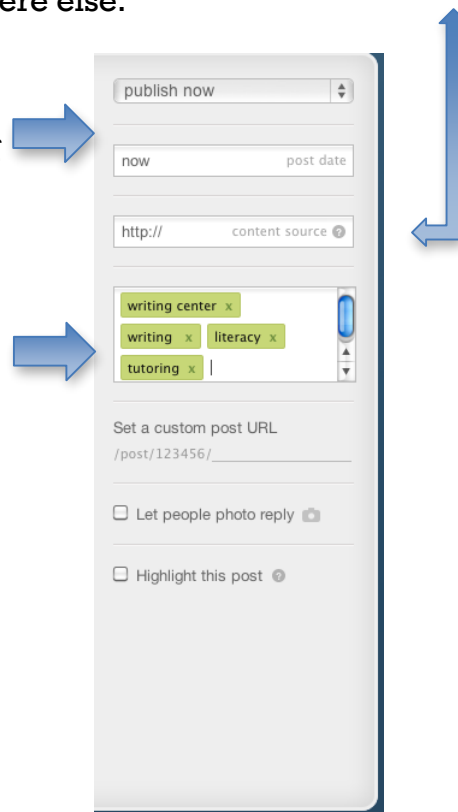 ere else.
publish now
now post date
http:// content source ?
writing center x
writing x literacy x
tutoring x
Set a custom post URL
/post/123456/
Let people photo reply
Highlight this post ?